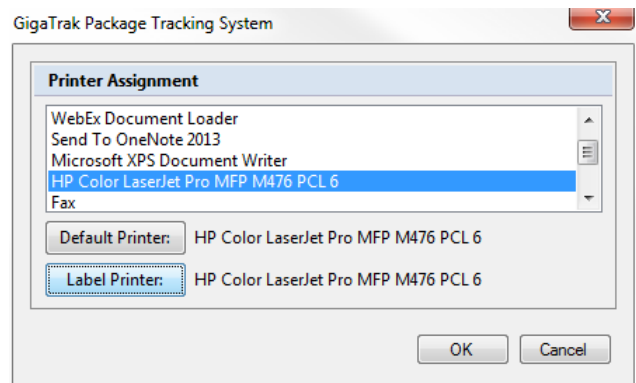 GigaTrak Package Tracking System
Printer Assignment
WebEx Document Loader
Send To OneNote 2013
Microsoft XPS Document Writer
HP Color LaserJet Pro MFP M476 PCL 6
Fax
Default Printer: HP Color LaserJet Pro MFP M476 PCL 6
Label Printer: HP Color LaserJet Pro MFP M476 PCL 6
OK Cancel